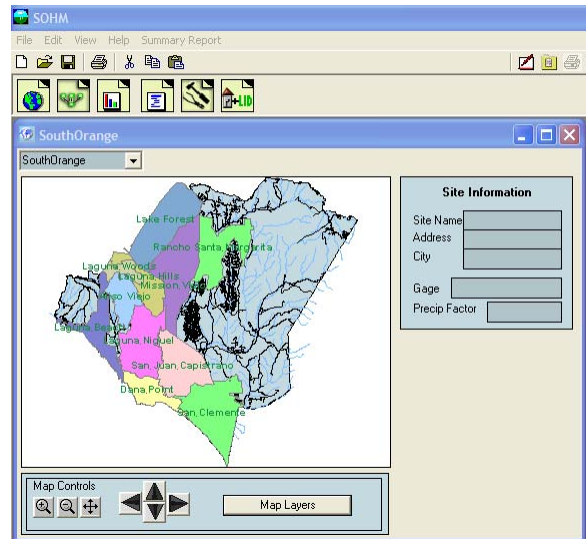 SOHM
File Edit View Help Summary Report
+LID
SouthOrange
SouthOrange
Site Information
Site Name
Address
City
Gage
Precip Factor
Lake Forest
Rancho Santa, Margarita
Laguna Woods
Laguna, Hills
Mission, Viejo
Aliso Viejo
Laguna, Beach
Laguna, Niguel
San, Juan, Capistrano
Dana, Point
San, Clemente
Map Controls
Map Layers